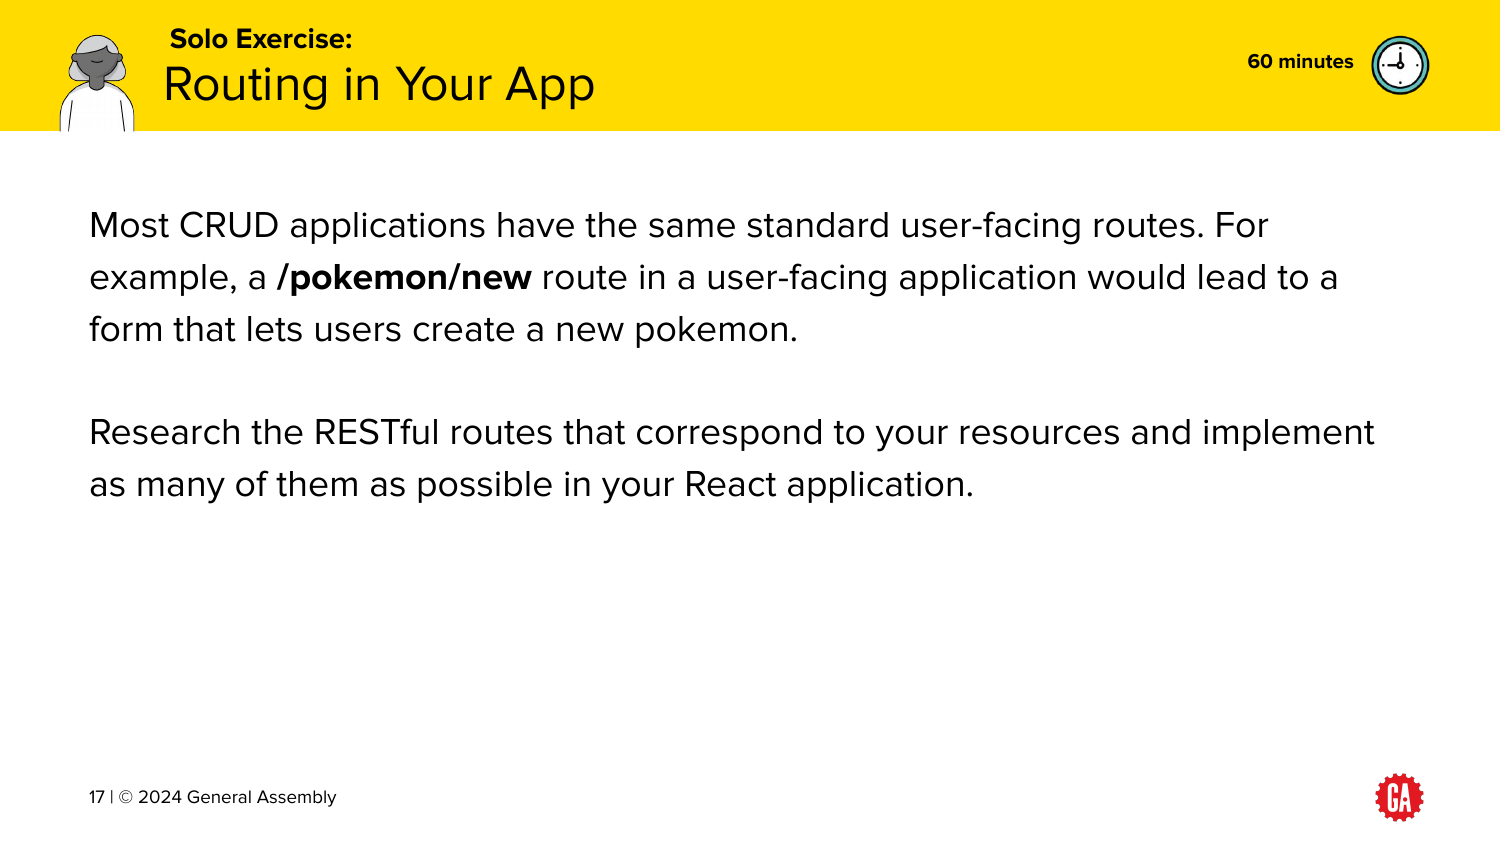 Solo Exercise:
Routing in Your App
60 minutes
Most CRUD applications have the same standard user-facing routes. For
example, a /pokemon/new route in a user-facing application would lead to a
form that lets users create a new pokemon.
Research the RESTful routes that correspond to your resources and implement
as many of them as possible in your React application.
17 | © 2024 General Assembly
GA